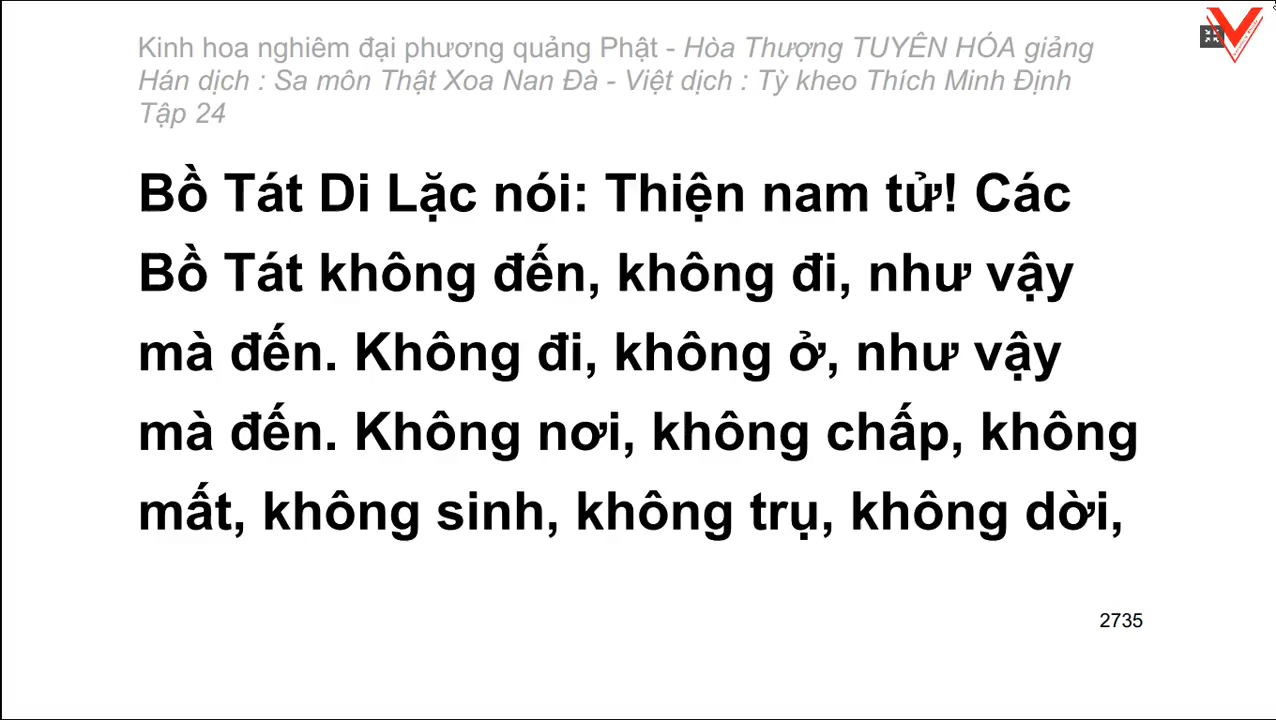 Kinh hoa nghiêm đại phương quảng Phật - Hòa Thượng TUYÊN HÓA giảng
Hán dịch : Sa môn Thật Xoa Nan Đà - Việt dịch : Tỳ kheo Thích Minh Định
Tập 24
Bồ Tát Di Lặc nói: Thiện nam tử! Các
Bồ Tát không đến, không đi, như vậy
mà đến. Không đi, không ở, như vậy
mà đến. Không nơi, không chấp, không
mất, không sinh, không trụ, không dời,
2735